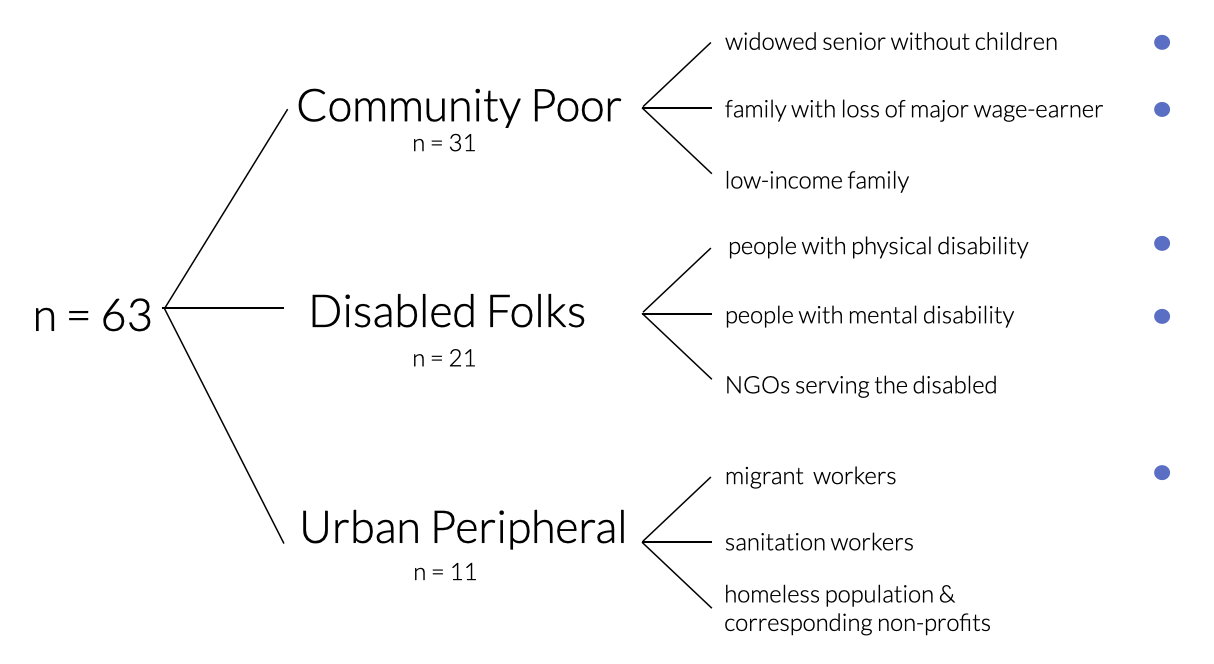 widowed senior without children
Community Poor
n = 31
family with loss of major wage-earner
low-income family
n = 63
Disabled Folks
n = 21
people with physical disability
people with mental disability
NGOs serving the disabled
Urban Peripheral
n = 11
migrant workers
sanitation workers
homeless population &
corresponding non-profits